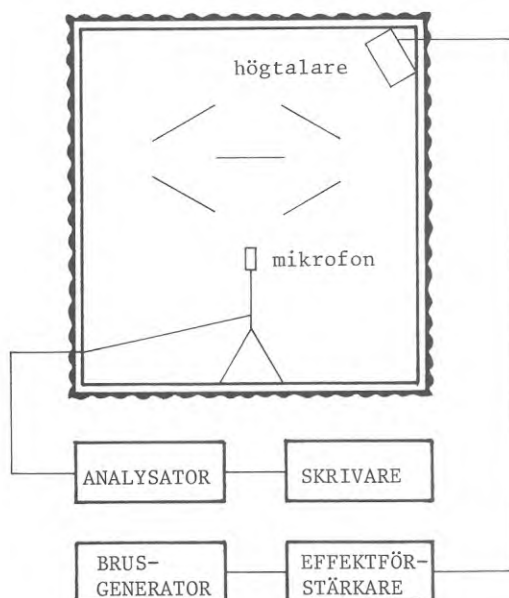 högtalare
mikrofon
ANALYSATOR
SKRIVARE
BRUS-
GENERATOR
EFFEKTFÖR-
STÄRKARE